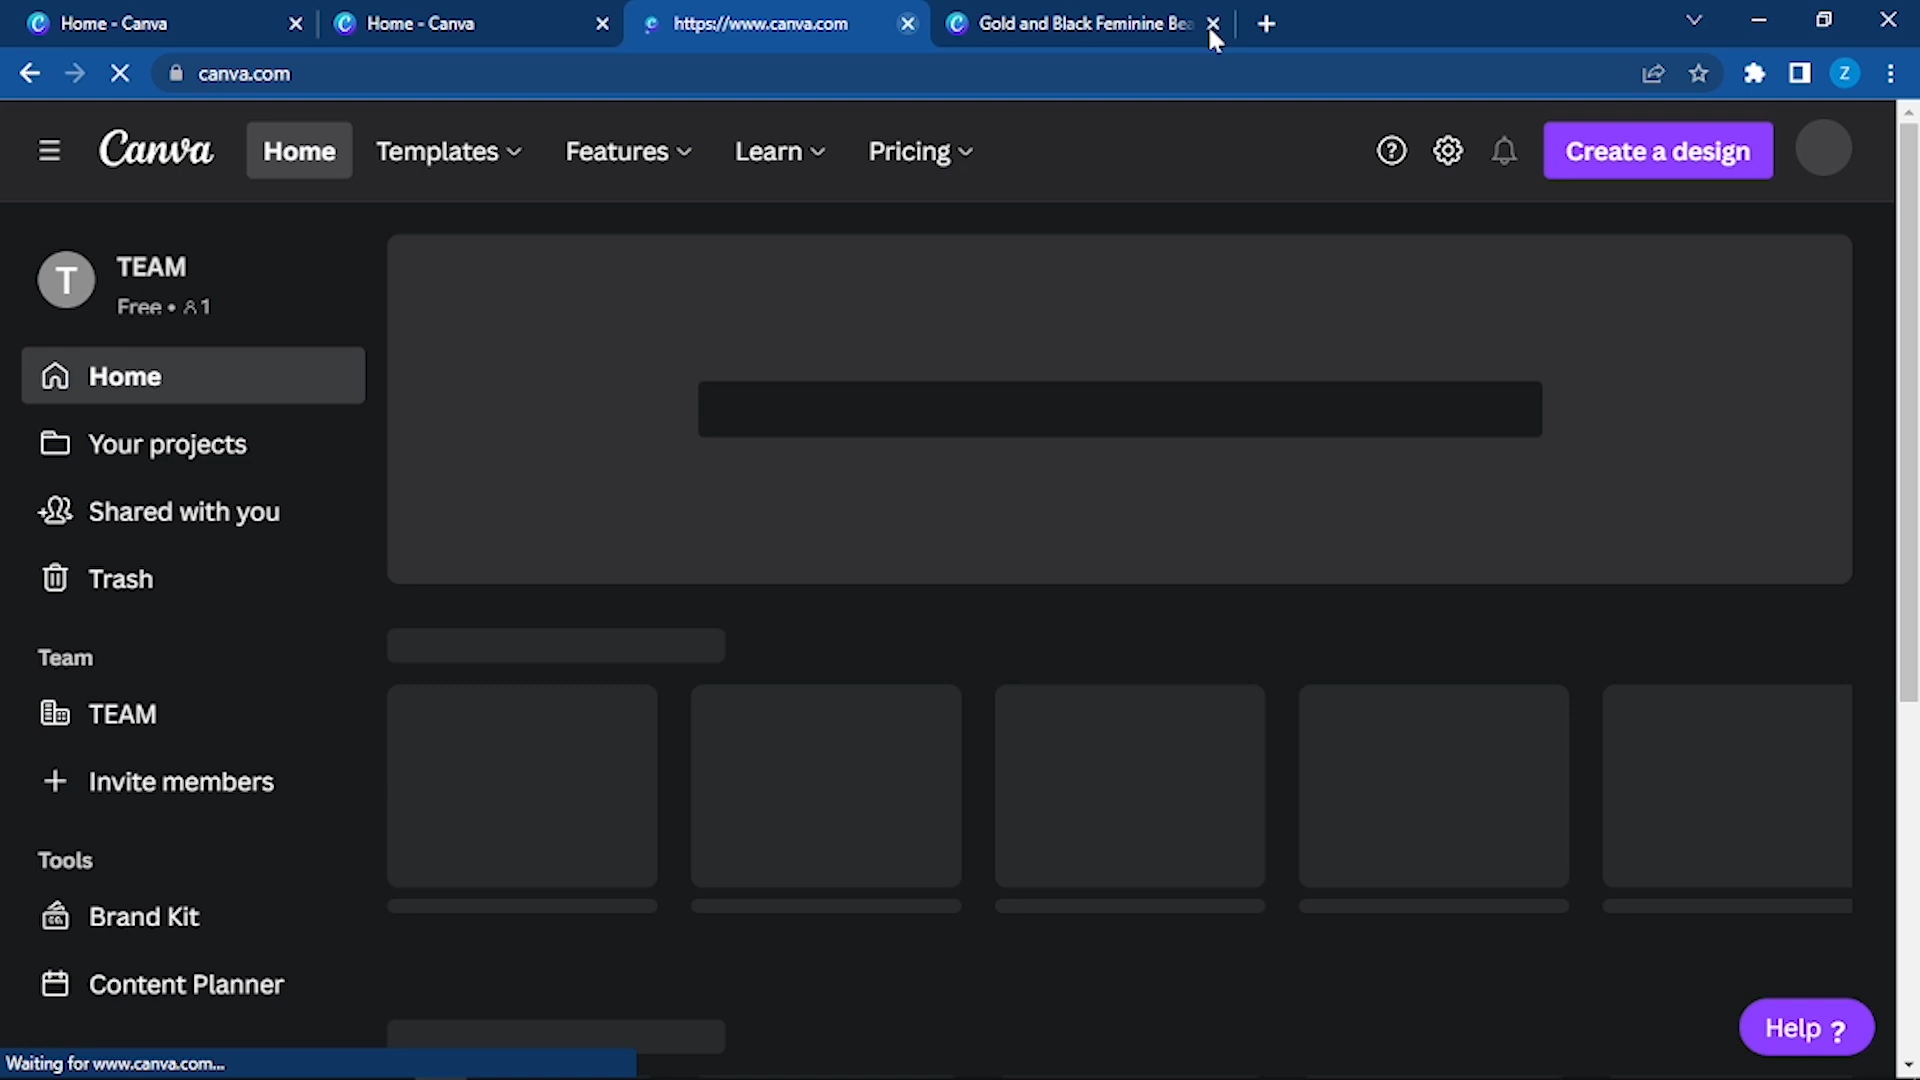 Home - Canva
Home - Canva
https://www.canva.com
Gold and Black Feminine Bea
canva.com
Z
Canva
Home
Templates
Features
Learn
Pricing
Create a design
T
TEAM
Free • 1
Home
Your projects
Shared with you
Trash
Team
TEAM
Invite members
Tools
Brand Kit
Content Planner
Help ?
Waiting for www.canva.com...